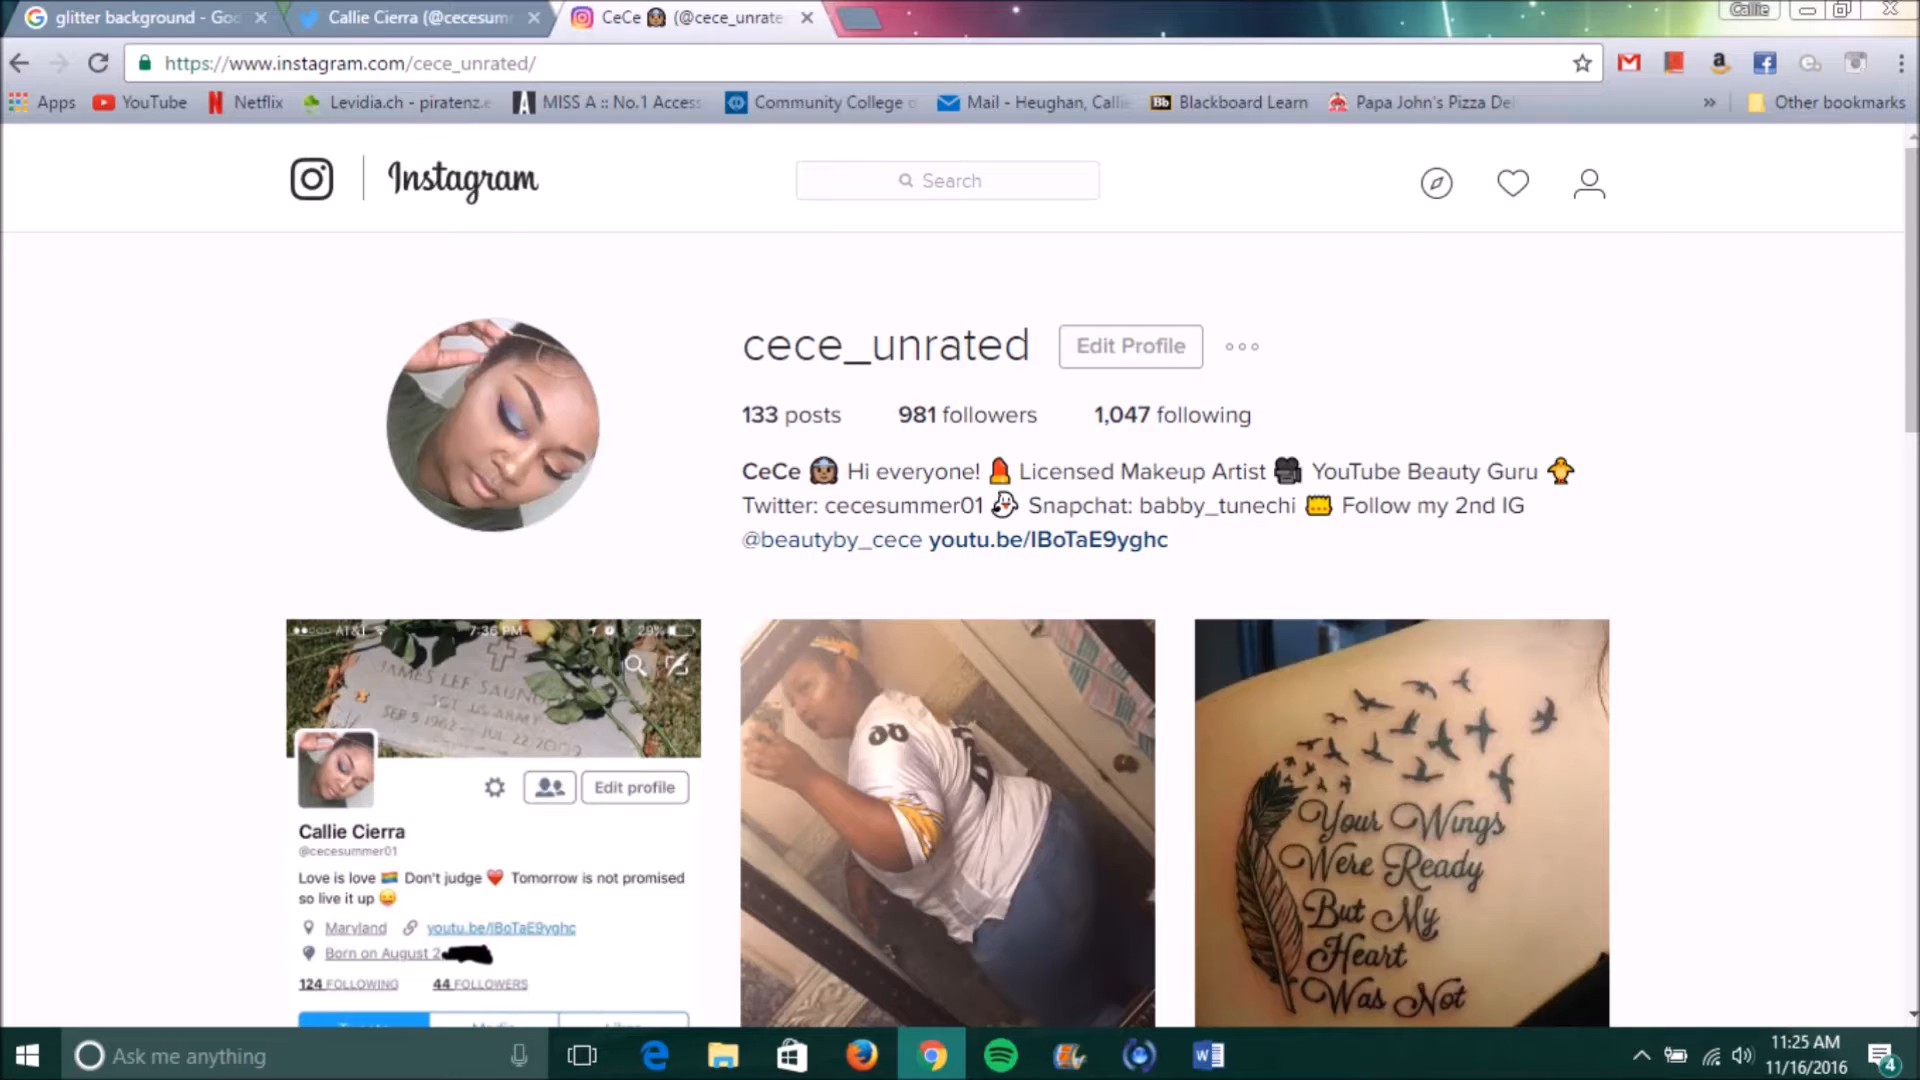 glitter background - Goo
Callie Cierra (@cecesum
CeCe 👩🏾 (@cece_unrate
Callie
https://www.instagram.com/cece_unrated/
Apps YouTube Netflix Levidia.ch - piratenz.e MISS A :: No.1 Access Community College o Mail - Heughan, Calli Bb Blackboard Learn Papa John's Pizza De » Other bookmarks
Instagram
Search
cece_unrated Edit Profile
133 posts 981 followers 1,047 following
CeCe 👩🏾 Hi everyone! 💄 Licensed Makeup Artist 🎥 YouTube Beauty Guru 🐥
Twitter: cecesummer01 👻 Snapchat: babby_tunechi Follow my 2nd IG
@beautyby_cece youtu.be/IBoTaE9yghc
AT&T 7:36 PM 29%
JAMES LEE
SGT US ARMY
SEP 5 1962 - JUL 22 2009
Edit profile
Callie Cierra
@cecesummer01
Love is love 🏳️‍🌈 Don't judge ❤️ Tomorrow is not promised
so live it up 😝
Maryland youtu.be/IBoTaE9yghc
Born on August 2
124 FOLLOWING 44 FOLLOWERS
Your Wings
Were Ready
But My
Heart
Was Not
Ask me anything
11:25 AM
11/16/2016
4